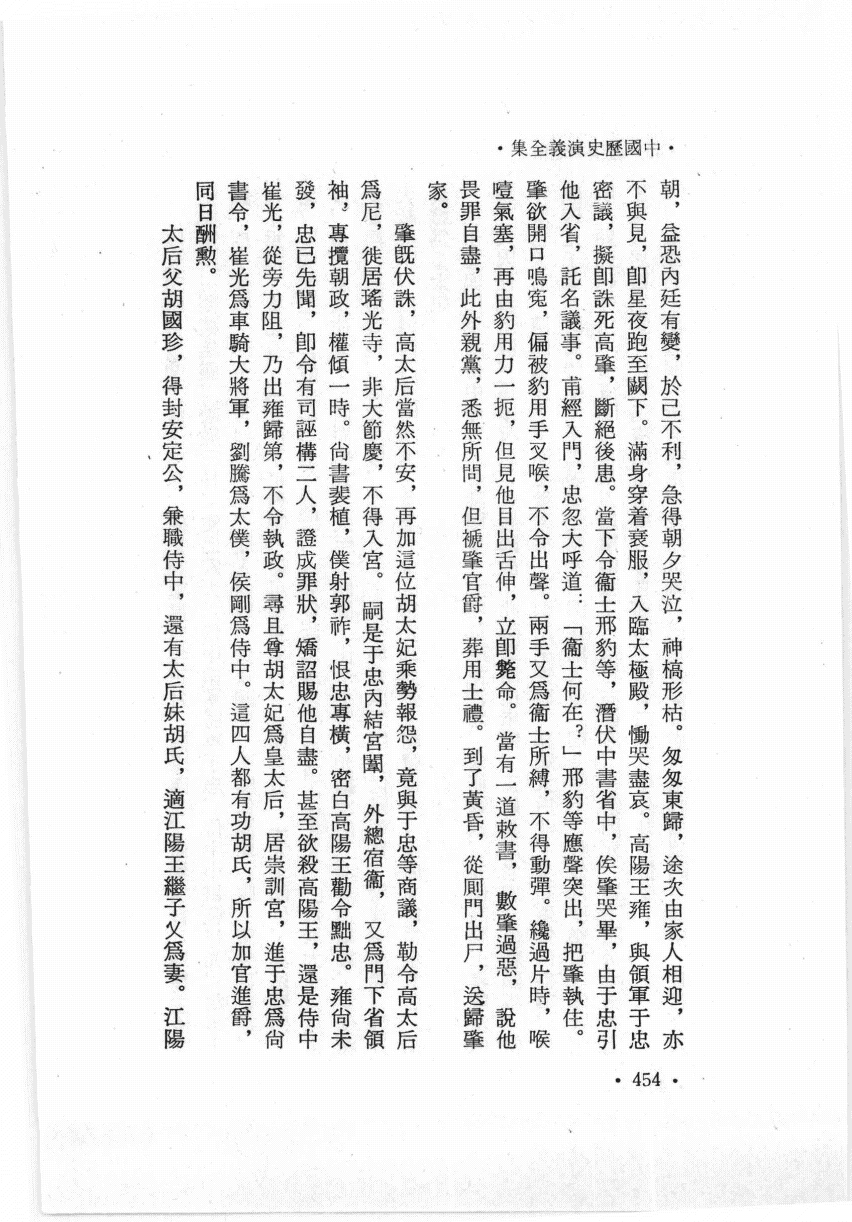 ·中國歷史演義全集·
朝，益恐內廷有變，於己不利，急得朝夕哭泣，神槁形枯。匆匆東歸，途次由家人相迎，亦
不與見，卽星夜跑至闕下。滿身穿着衰服，入臨太極殿，慟哭盡哀。高陽王雍，與領軍于忠
密議，擬卽誅死高肇，斷絕後患。當下令衞士邢豹等，潛伏中書省中，俟肇哭畢，由于忠引
他入省，託名議事。甫經入門，忠忽大呼道：「衞士何在？」邢豹等應聲突出，把肇執住。
肇欲開口鳴寃，偏被豹用手叉喉，不令出聲。兩手又爲衞士所縛，不得動彈。纔過片時，喉
噎氣塞，再由豹用力一扼，但見他目出舌伸，立卽斃命。當有一道敕書，數肇過惡，說他
畏罪自盡，此外親黨，悉無所問，但褫肇官爵，葬用士禮。到了黃昏，從厠門出尸，送歸肇
家。
肇旣伏誅，高太后當然不安，再加這位胡太妃乘勢報怨，竟與于忠等商議，勒令高太后
爲尼，徙居瑤光寺，非大節慶，不得入宮。嗣是于忠內結宮闈，外總宿衞，又爲門下省領
袖，專攬朝政，權傾一時。尙書裴植，僕射郭祚，恨忠專橫，密白高陽王勸令黜忠。雍尙未
發，忠已先聞，卽令有司誣構二人，證成罪狀，矯詔賜他自盡。甚至欲殺高陽王，還是侍中
崔光，從旁力阻，乃出雍歸第，不令執政。尋且尊胡太妃爲皇太后，居崇訓宮，進于忠爲尙
書令，崔光爲車騎大將軍，劉騰爲太僕，侯剛爲侍中。這四人都有功胡氏，所以加官進爵，
同日酬勳。
太后父胡國珍，得封安定公，兼職侍中，還有太后妹胡氏，適江陽王繼子乂爲妻。江陽
·454·